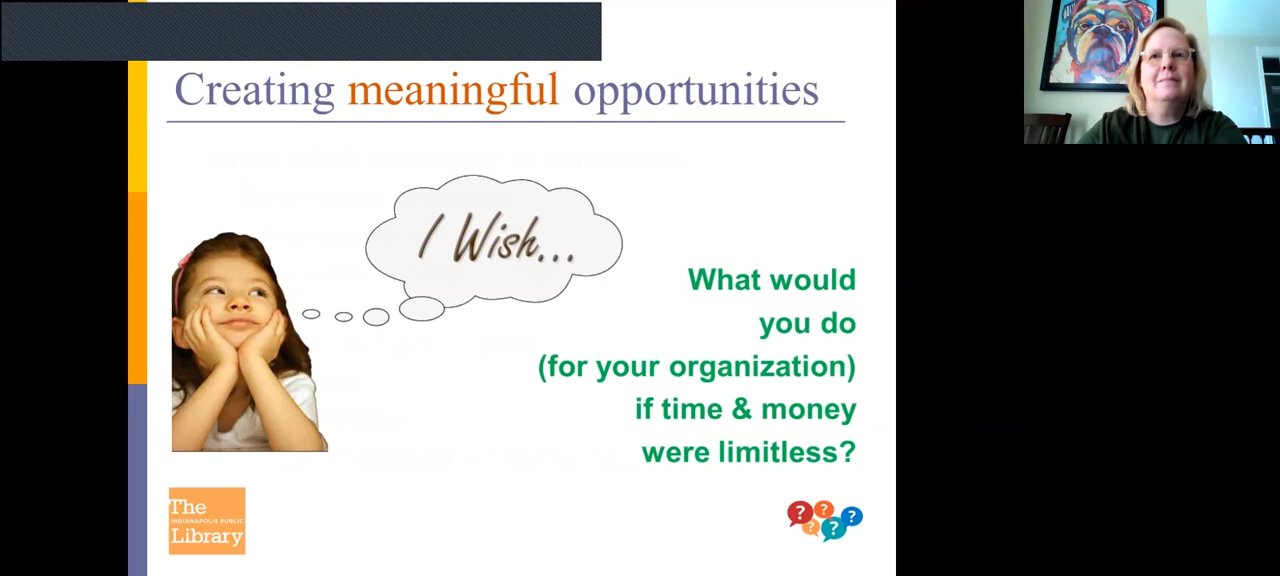 Creating meaningful opportunities
I Wish...
What would
you do
(for your organization)
if time & money
were limitless?
The
INDIANAPOLIS PUBLIC
Library
? ? ? ? ?